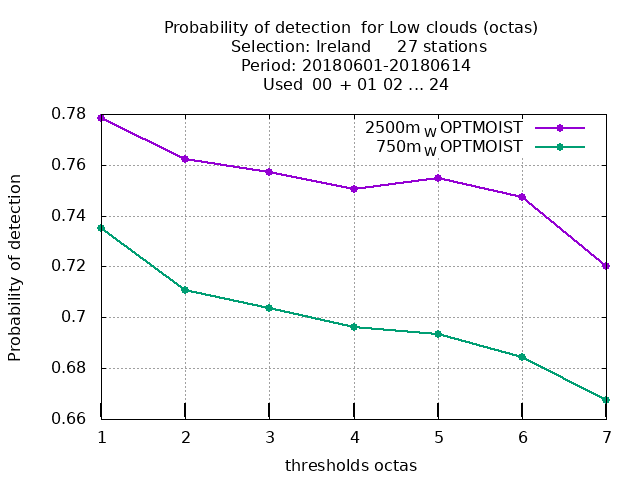 Probability of detection  for Low clouds (octas)
Selection: Ireland     27 stations
Period: 20180601-20180614
Used  00 + 01 02 ... 24
0.78
0.76
0.74
0.72
0.7
0.68
0.66
Probability of detection
2500m_W OPTMOIST
750m_W OPTMOIST
1 2 3 4 5 6 7
thresholds octas